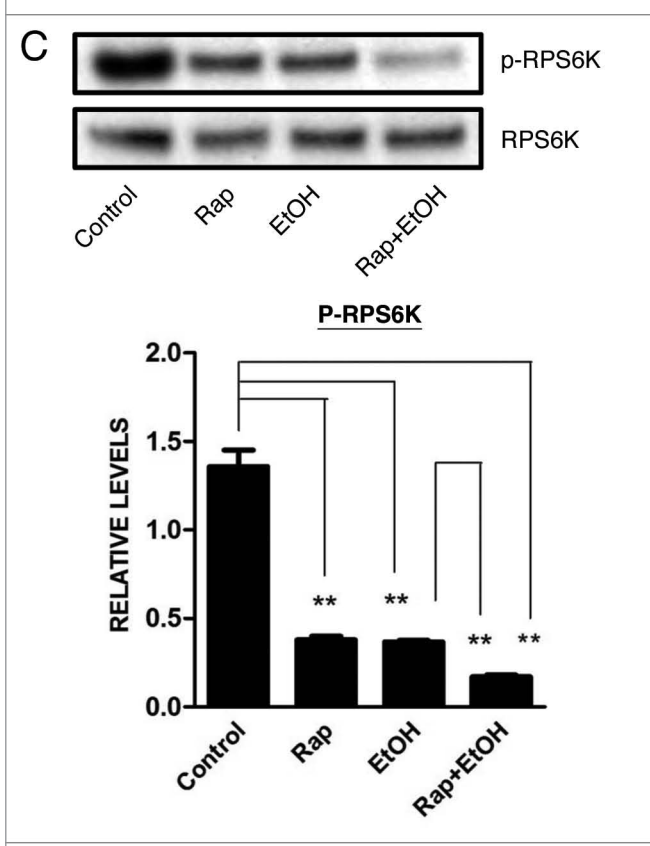 C
p-RPS6K
RPS6K
Control
Rap
EtOH
Rap+EtOH
P-RPS6K
RELATIVE LEVELS
2.0
1.5
1.0
0.5
0.0
**
**
**
**
Control
Rap
EtOH
Rap+EtOH